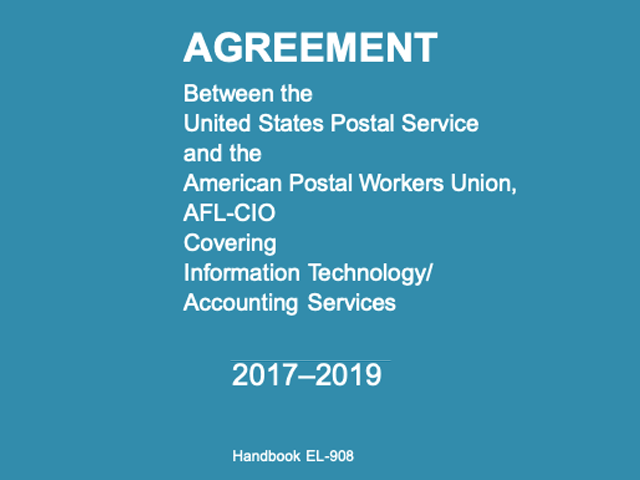 AGREEMENT
Between the
United States Postal Service
and the
American Postal Workers Union,
AFL-CIO
Covering
Information Technology/
Accounting Services
2017–2019
Handbook EL-908